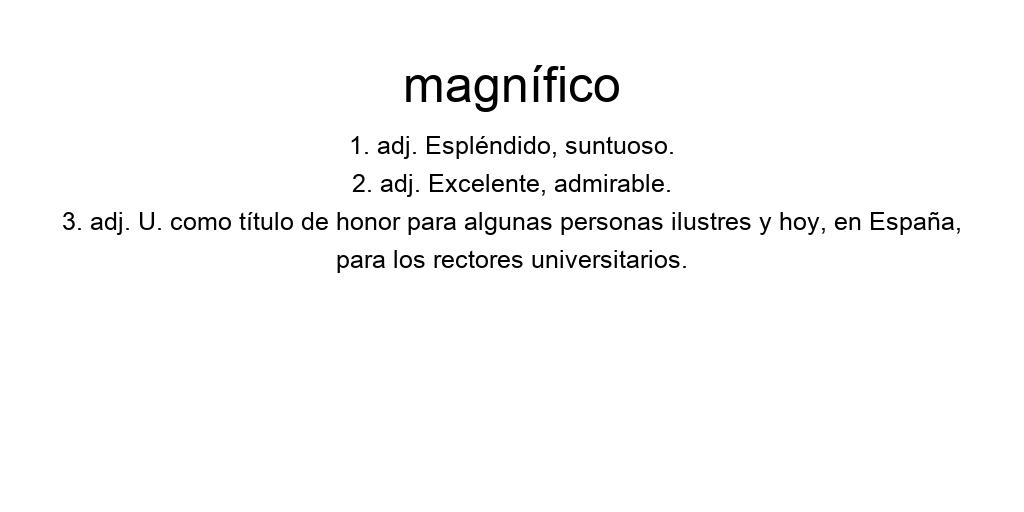 magnífico
1. adj. Espléndido, suntuoso.
2. adj. Excelente, admirable.
3. adj. U. como título de honor para algunas personas ilustres y hoy, en España,
para los rectores universitarios.